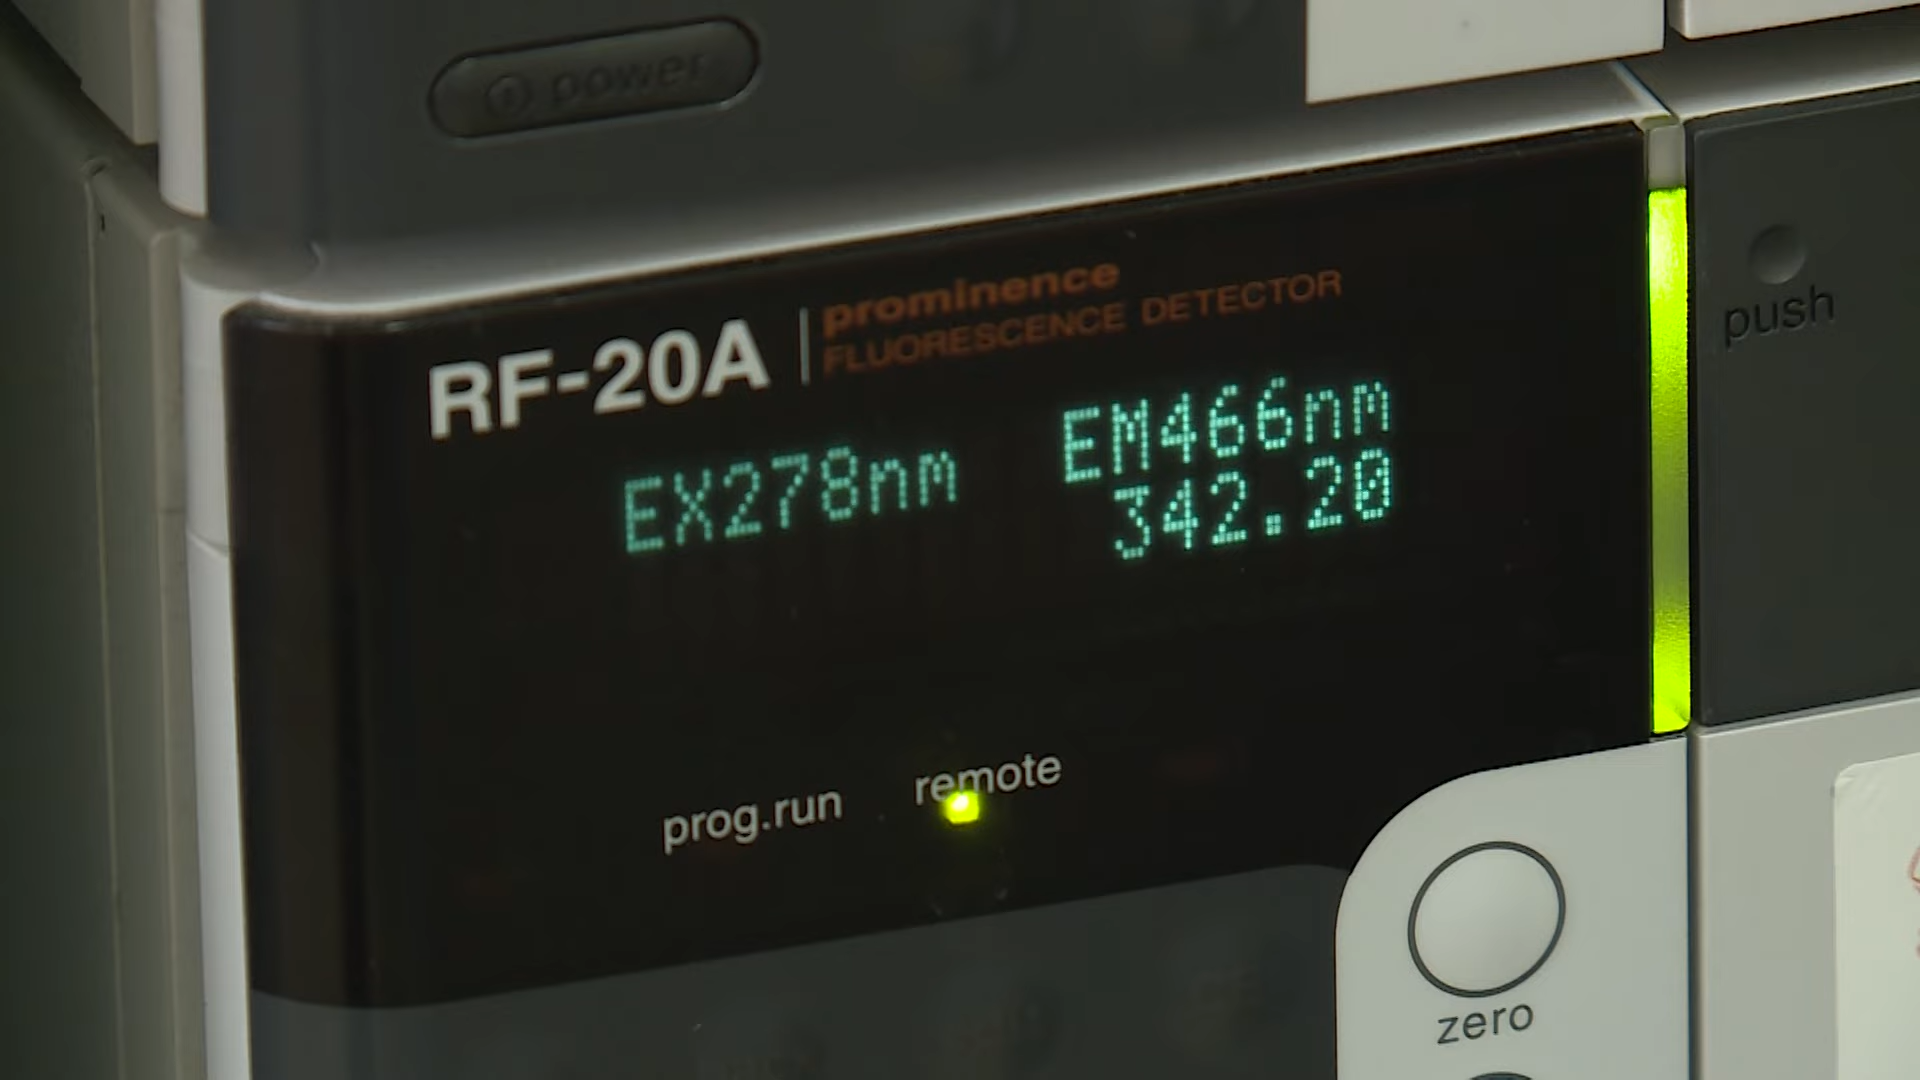 power
prominence
RF-20A
FLUORESCENCE DETECTOR
push
EM466nm
EX278nm
342.20
remote
prog.run
zero